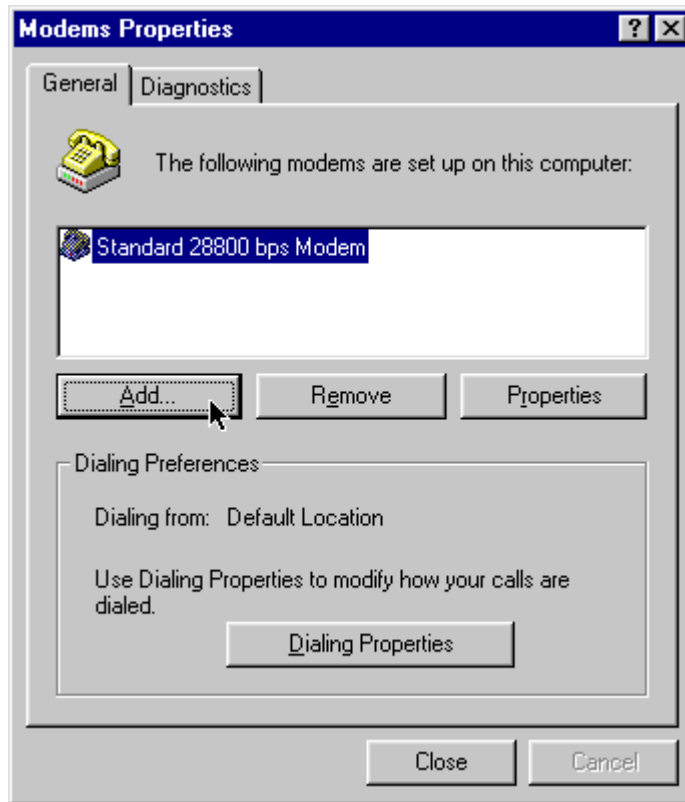 Modems Properties
General
Diagnostics
The following modems are set up on this computer:
Standard 28800 bps Modem
Add...
Remove
Properties
Dialing Preferences
Dialing from: Default Location
Use Dialing Properties to modify how your calls are
dialed.
Dialing Properties
Close
Cancel